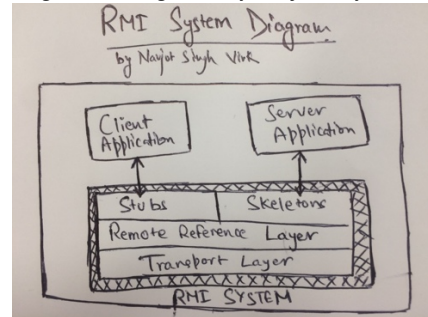 RMI System Diagram
by Navjot Singh Virk
Client
Application
Server
Application
Stubs
Skeletons
Remote Reference Layer
Transport Layer
RMI SYSTEM